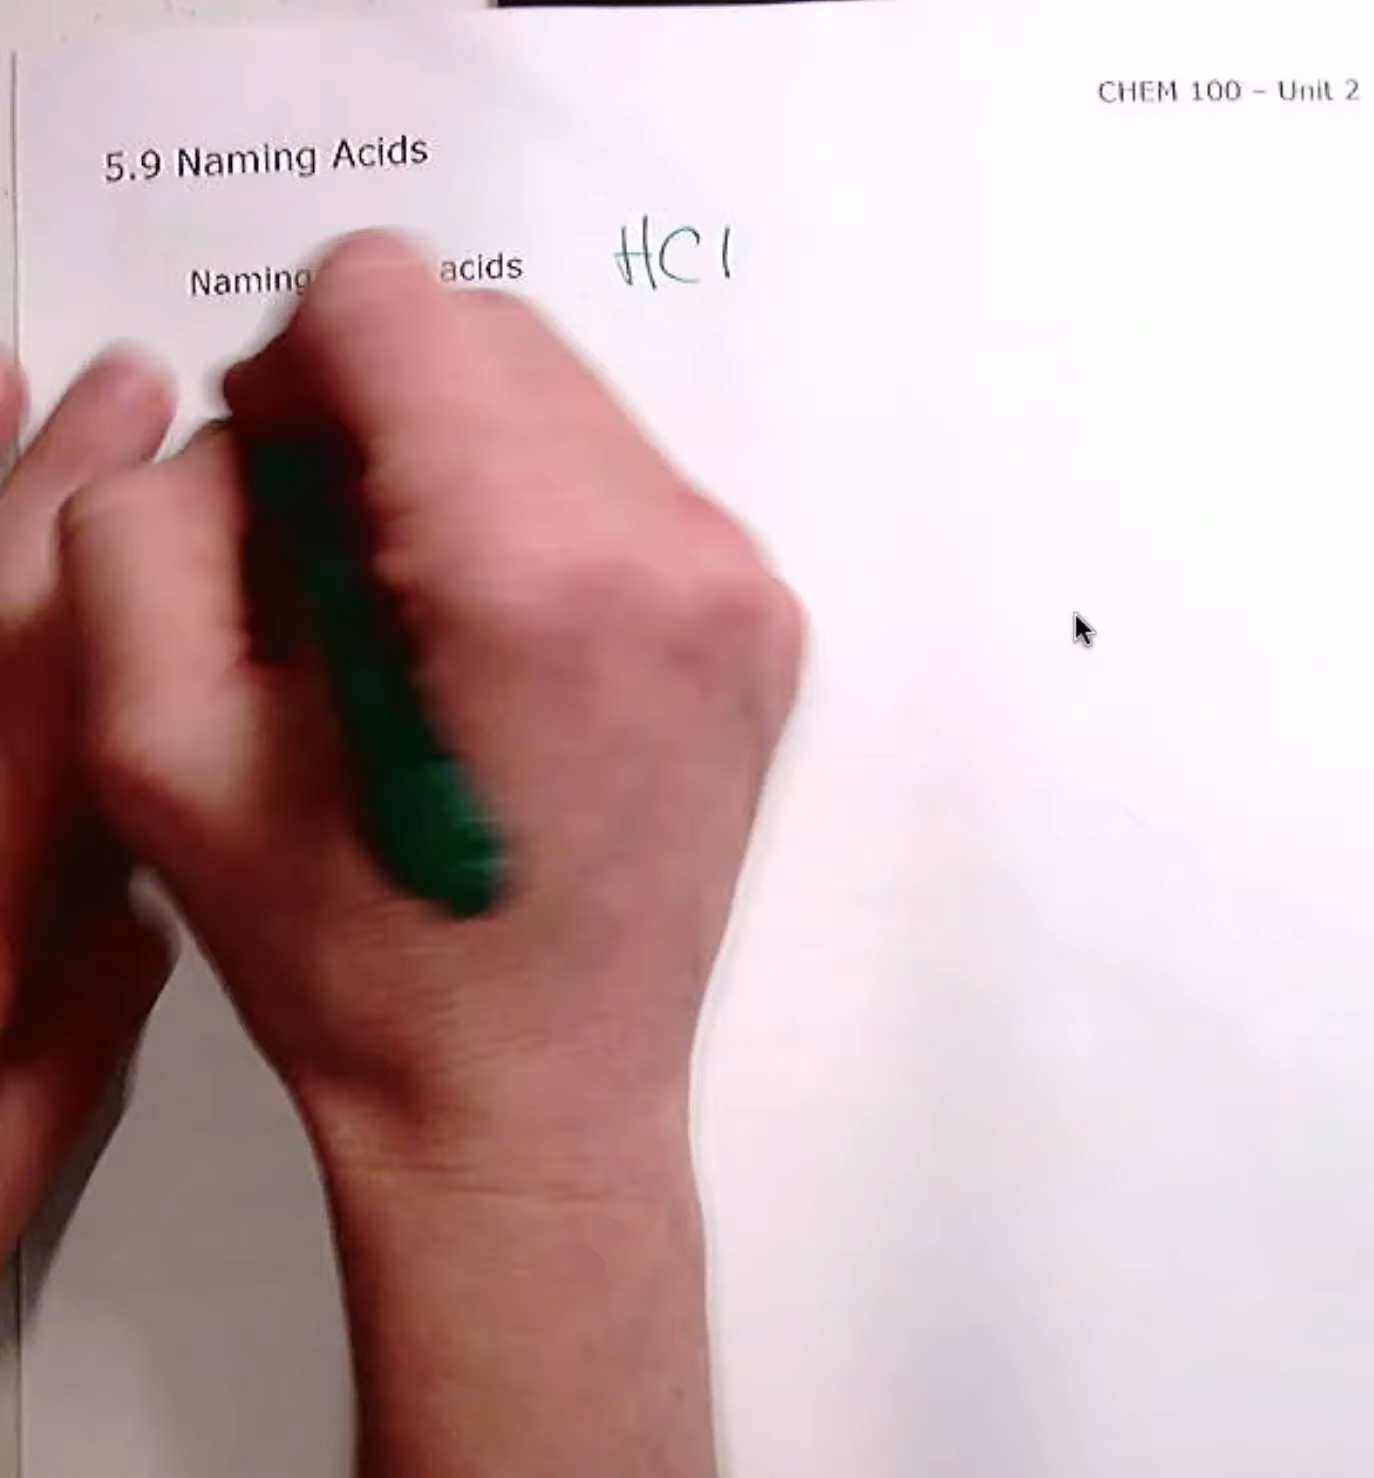 CHEM 100 – Unit 2
5.9 Naming Acids
Naming acids HCl